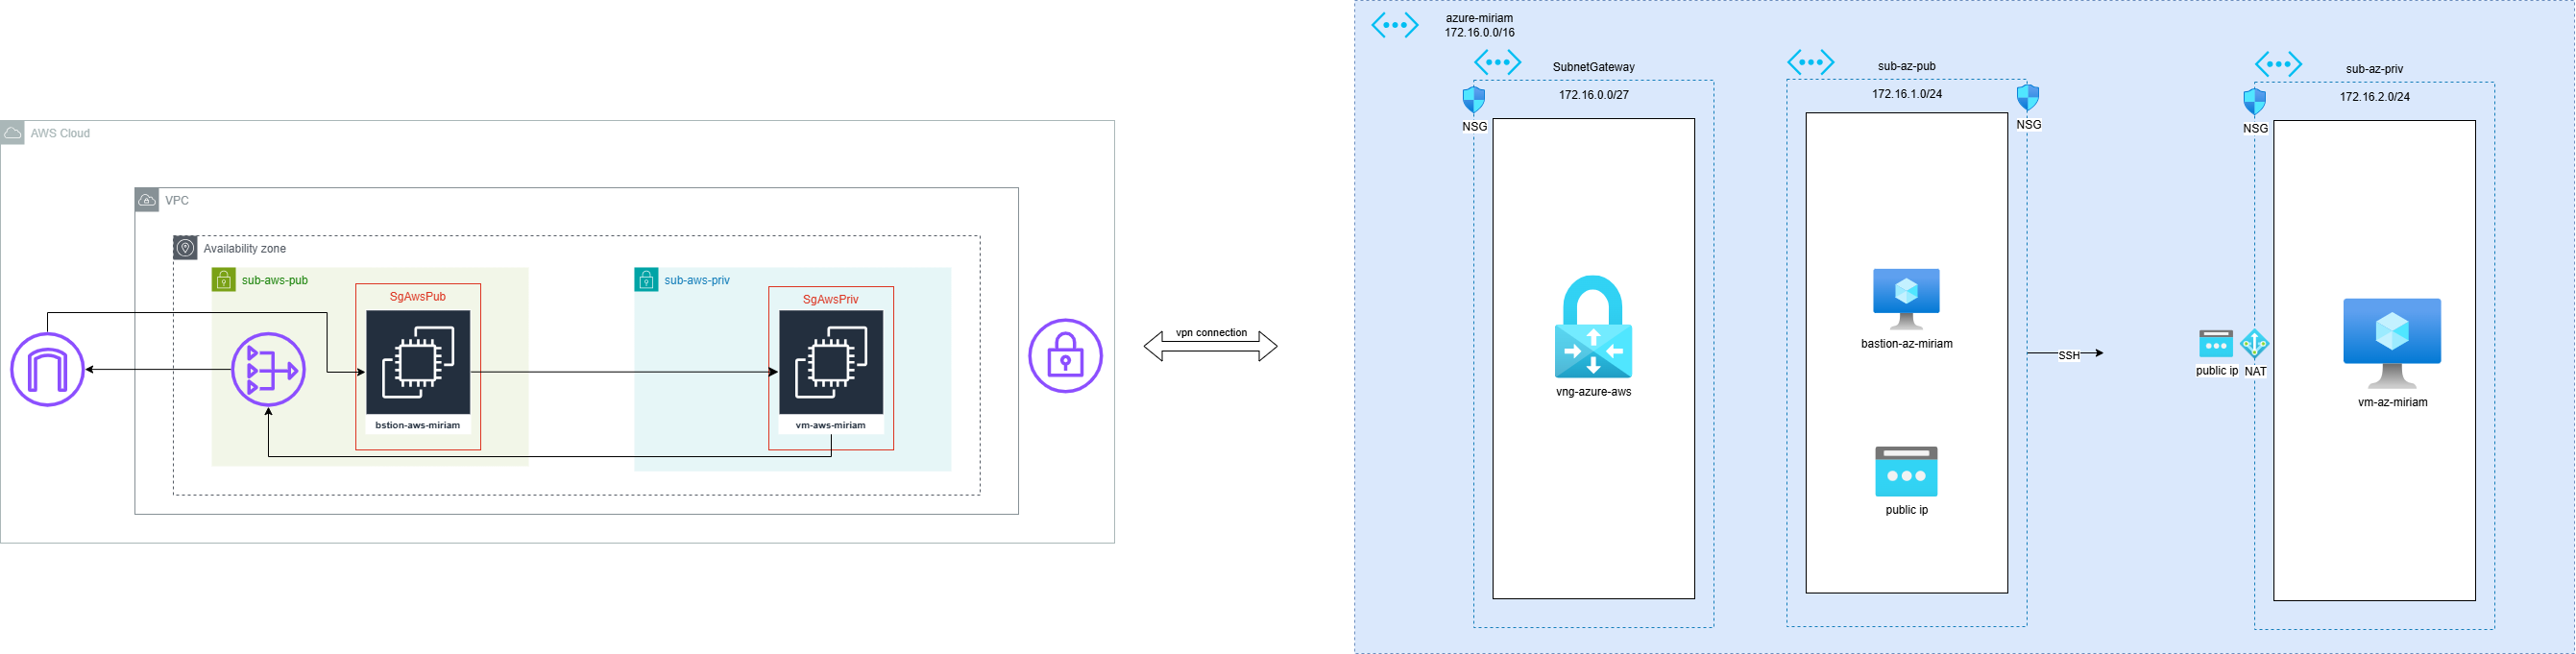 AWS Cloud
VPC
Availability zone
sub-aws-pub
SgAwsPub
bstion-aws-miriam
sub-aws-priv
SgAwsPriv
vm-aws-miriam
vpn connection
azure-miriam
172.16.0.0/16
SubnetGateway
172.16.0.0/27
NSG
vng-azure-aws
sub-az-pub
172.16.1.0/24
NSG
bastion-az-miriam
public ip
SSH
sub-az-priv
172.16.2.0/24
NSG
public ip
NAT
vm-az-miriam